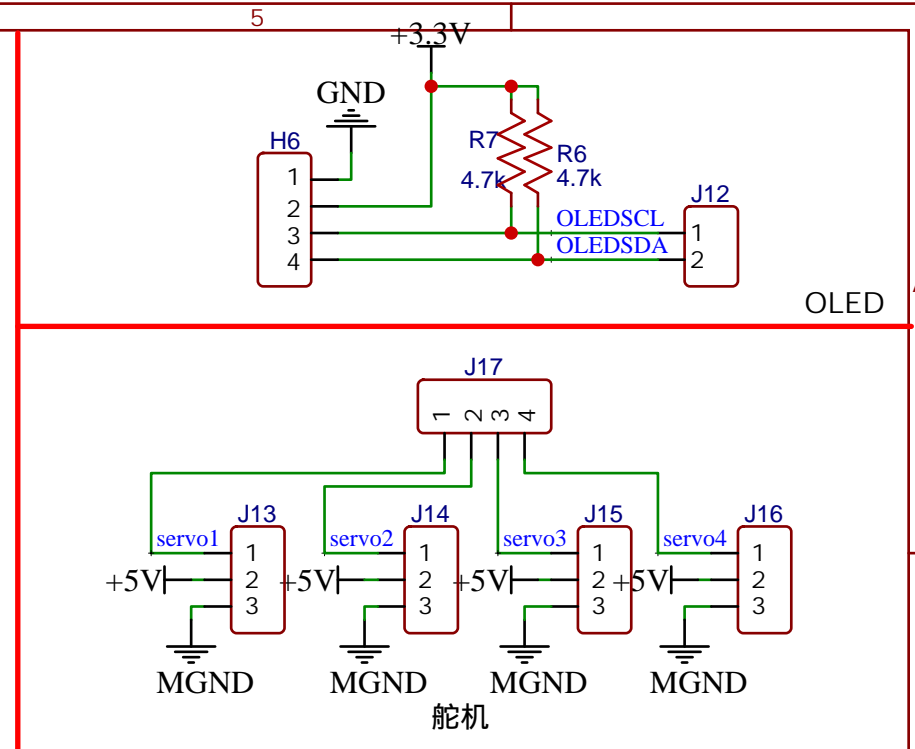 5
+3.3V
GND
H6
1
2
3
4
R7
4.7k
R6
4.7k
OLEDSCL
OLEDSDA
J12
1
2
OLED
J17
1 2 3 4
J13
servo1
1
+5V
2
3
MGND
J14
servo2
1
+5V
2
3
MGND
J15
servo3
1
+5V
2
3
MGND
J16
servo4
1
+5V
2
3
MGND
舵机